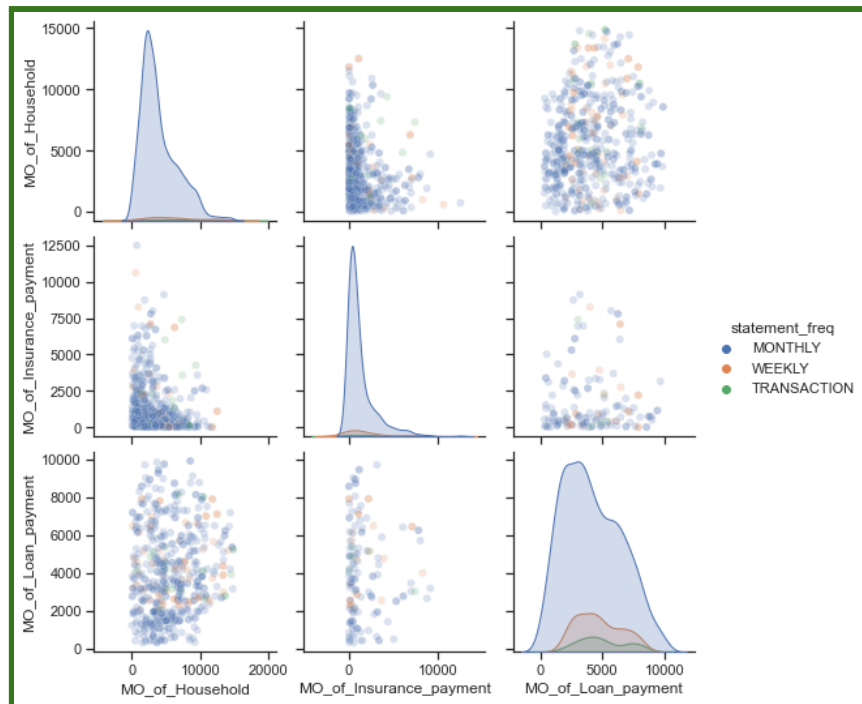 15000
10000
5000
0
MO_of_Household
12500
10000
7500
5000
2500
0
MO_of_Insurance_payment
statement_freq
MONTHLY
WEEKLY
TRANSACTION
10000
8000
6000
4000
2000
0
MO_of_Loan_payment
0 10000 20000
MO_of_Household
0 10000
MO_of_Insurance_payment
0 5000 10000
MO_of_Loan_payment